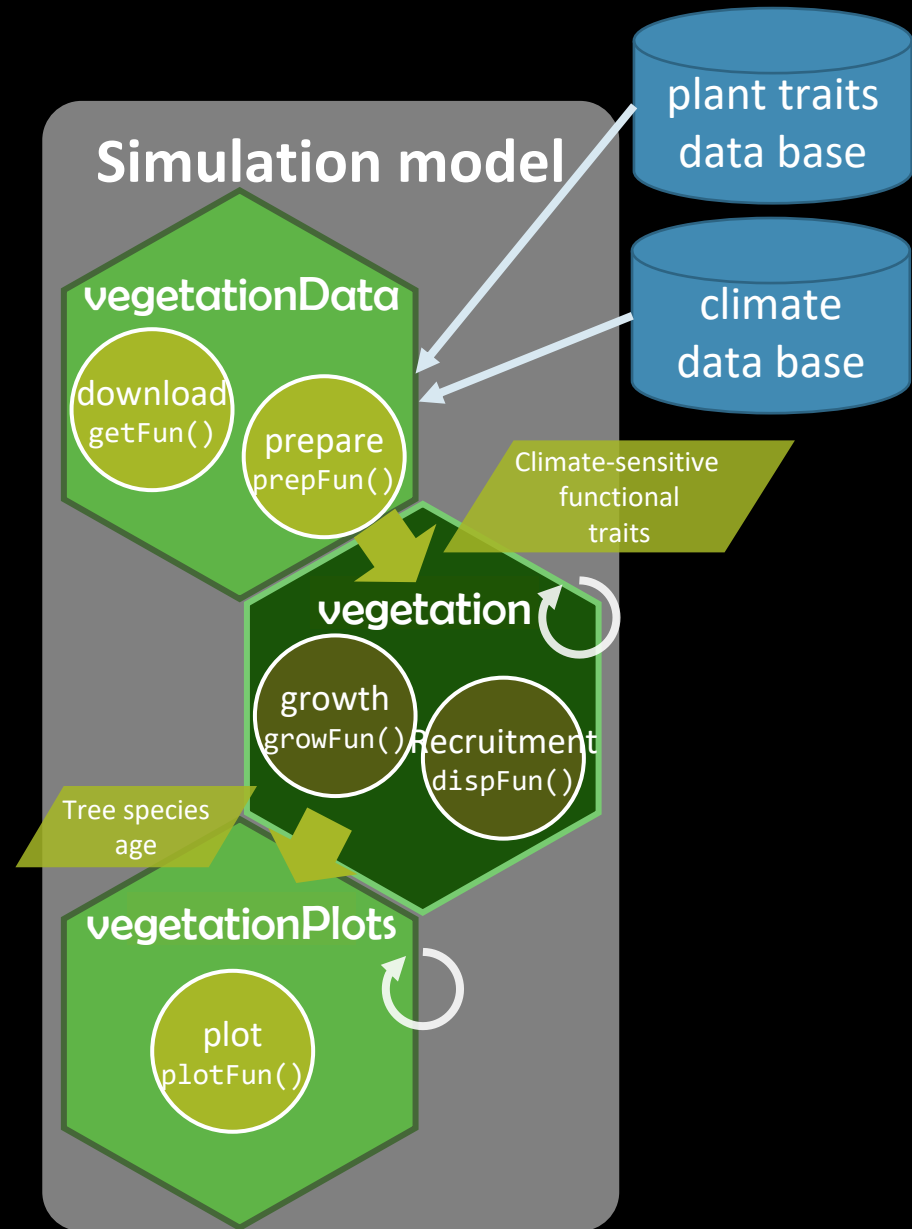 plant traits
data base
Simulation model
climate
data base
vegetationData
download
getFun()
prepare
prepFun()
Climate-sensitive
functional
traits
vegetation
growth
growFun()
Recruitment
dispFun()
Tree species
age
vegetationPlots
plot
plotFun()